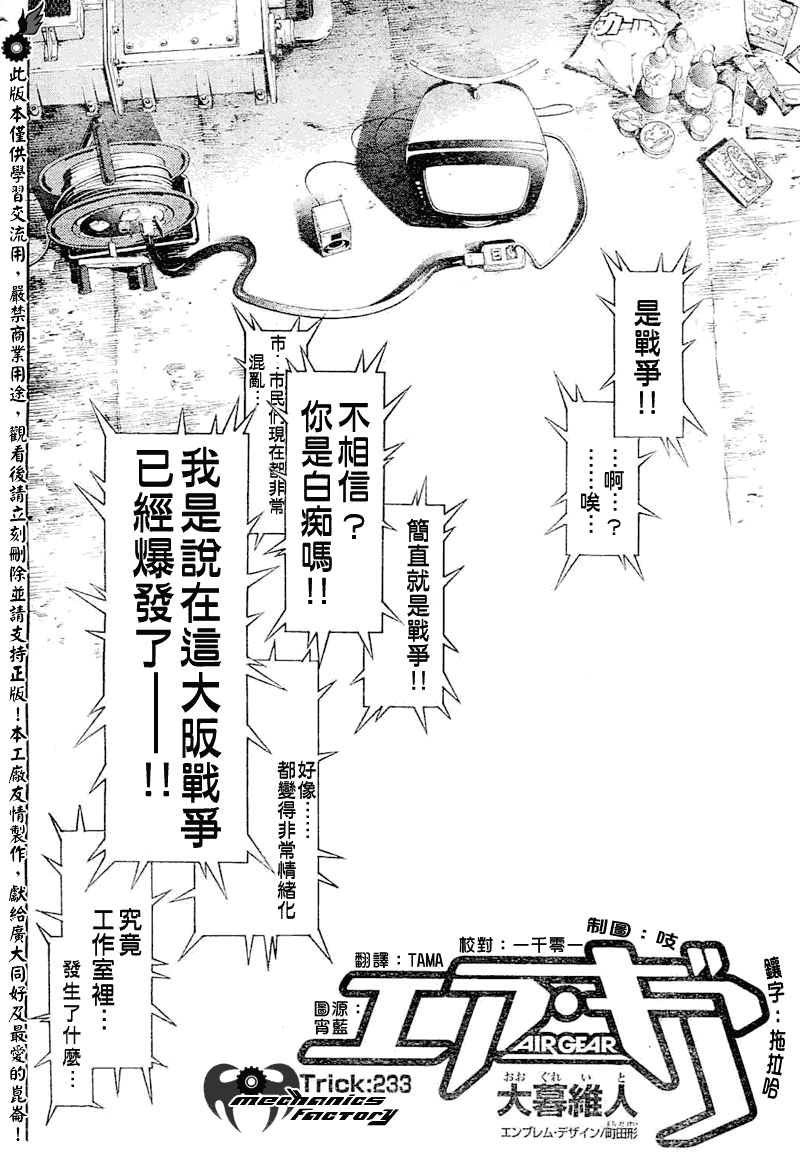 是戰爭!!
……啊…?
……唉…
簡直就是戰爭!!
不相信？
你是白痴嗎!!
市…市民們現在都非常
混亂…
我是說在這大阪戰爭
已經爆發了——!!
好像……
都變得非常情緒化
究竟
工作室裡…
發生了什麼…
此版本僅供學習交流用，嚴禁商業用途，觀看後請立刻刪除並請支持正版！本工廠友情製作，獻給廣大同好及最愛的崑崙！
制圖：吱
校對：一千零一
翻譯：TAMA
鑲字：拖拉哈
圖源：
宵藍
エア・ギア
AIR GEAR
Trick:233
mechanics
Factory
おおぐれいと
大暮維人
エンブレム・デザイン/町田形